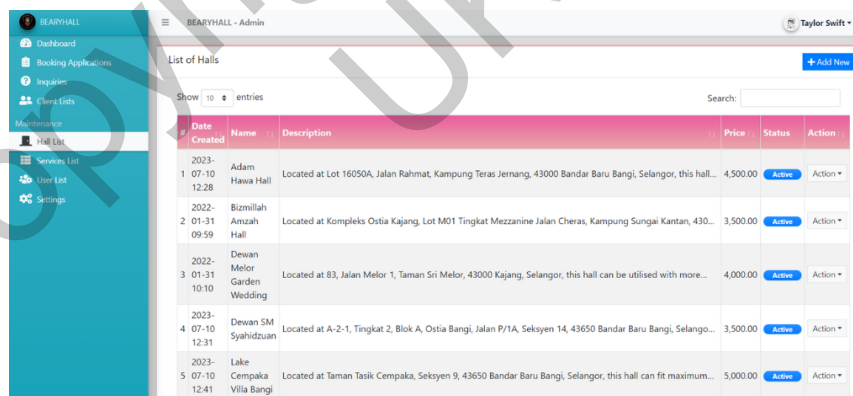 BEARYHALL
BEARYHALL - Admin
Taylor Swift
Dashboard
Booking Applications
Inquiries
Client Lists
Maintenance
Hall List
Services List
User List
Settings
List of Halls
+ Add New
Show 10 entries
Search:
# Date Created Name Description Price Status Action
1 2023-07-10 12:28 Adam Hawa Hall Located at Lot 16050A, Jalan Rahmat, Kampung Teras Jernang, 43000 Bandar Baru Bangi, Selangor, this hall... 4,500.00 Active Action
2 2022-01-31 09:59 Bizmillah Amzah Hall Located at Kompleks Ostia Kajang, Lot M01 Tingkat Mezzanine Jalan Cheras, Kampung Sungai Kantan, 430... 3,500.00 Active Action
3 2022-01-31 10:10 Dewan Melor Garden Wedding Located at 83, Jalan Melor 1, Taman Sri Melor, 43000 Kajang, Selangor, this hall can be utilised with more... 4,000.00 Active Action
4 2023-07-10 12:31 Dewan SM Syahidzuan Located at A-2-1, Tingkat 2, Blok A, Ostia Bangi, Jalan P/1A, Seksyen 14, 43650 Bandar Baru Bangi, Selango... 3,500.00 Active Action
5 2023-07-10 12:41 Lake Cempaka Villa Bangi Located at Taman Tasik Cempaka, Seksyen 9, 43650 Bandar Baru Bangi, Selangor, this hall can fit maximum... 5,000.00 Active Action